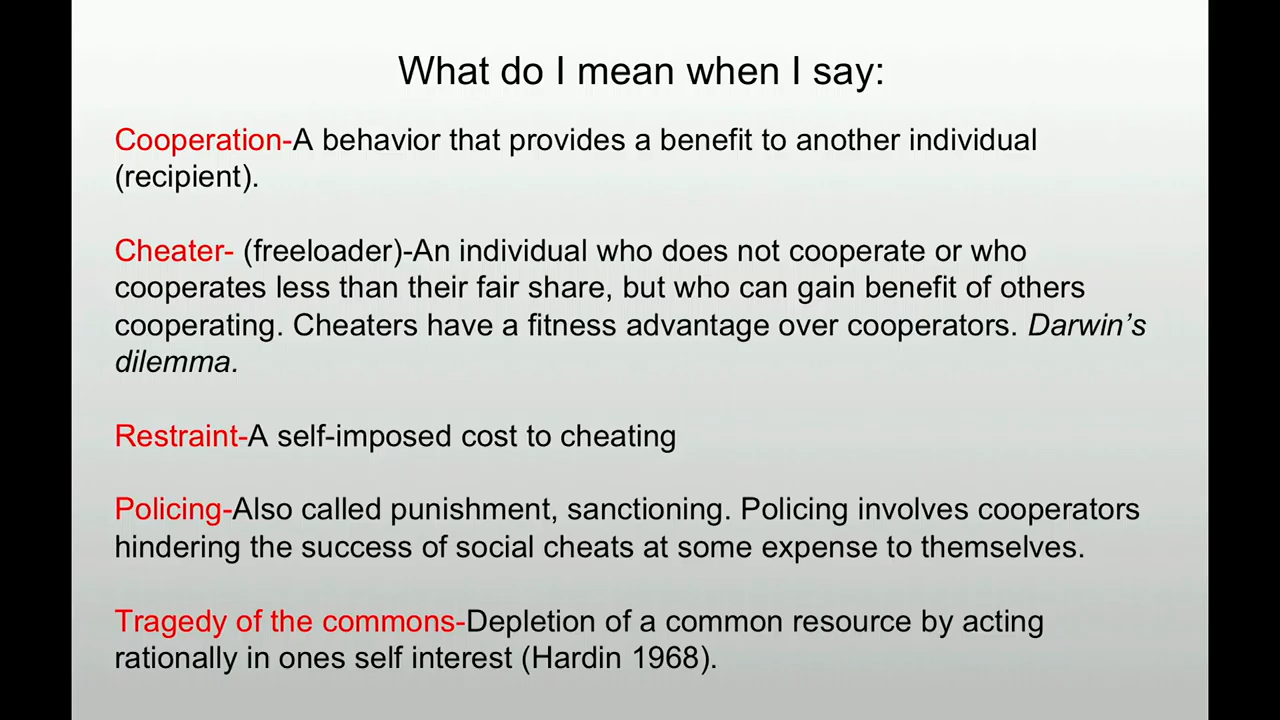 What do I mean when I say:
Cooperation-A behavior that provides a benefit to another individual
(recipient).
Cheater- (freeloader)-An individual who does not cooperate or who
cooperates less than their fair share, but who can gain benefit of others
cooperating. Cheaters have a fitness advantage over cooperators. Darwin’s
dilemma.
Restraint-A self-imposed cost to cheating
Policing-Also called punishment, sanctioning. Policing involves cooperators
hindering the success of social cheats at some expense to themselves.
Tragedy of the commons-Depletion of a common resource by acting
rationally in ones self interest (Hardin 1968).